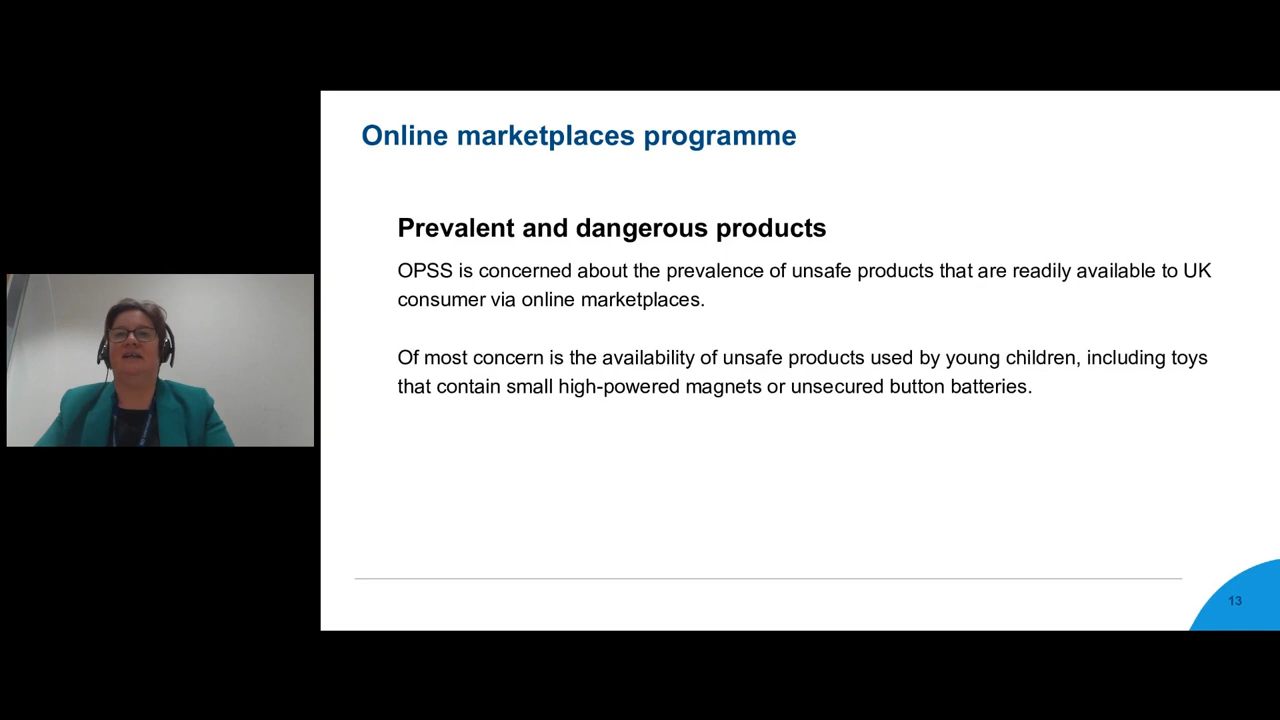 Online marketplaces programme
Prevalent and dangerous products
OPSS is concerned about the prevalence of unsafe products that are readily available to UK
consumer via online marketplaces.
Of most concern is the availability of unsafe products used by young children, including toys
that contain small high-powered magnets or unsecured button batteries.
13